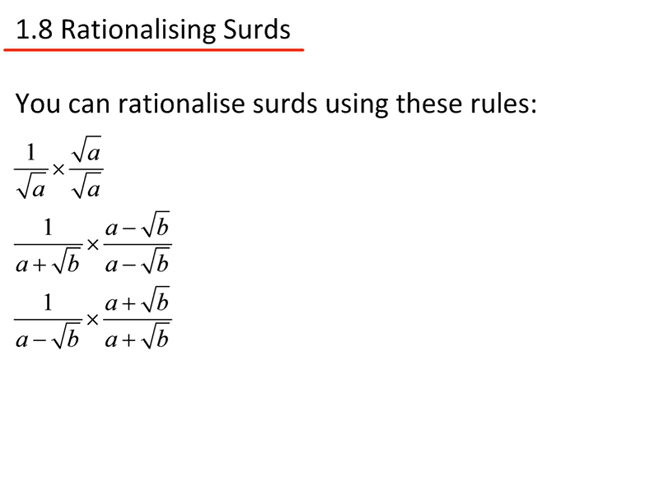 1.8 Rationalising Surds
You can rationalise surds using these rules:
1/√a × √a/√a
1/(a+√b) × (a−√b)/(a−√b)
1/(a−√b) × (a+√b)/(a+√b)